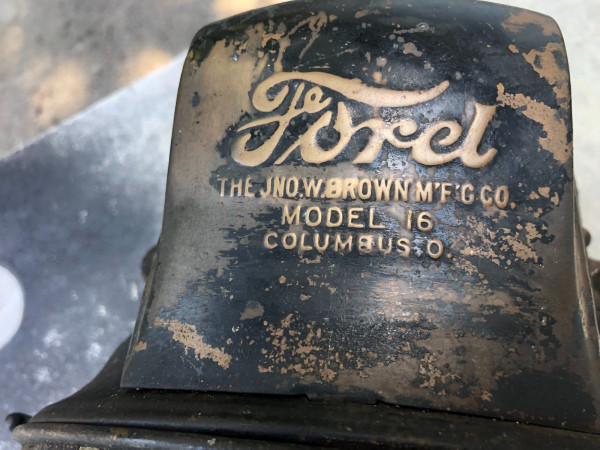 Ford
THE JNO.W.BROWN M'F'G CO.
MODEL 16
COLUMBUS.O.